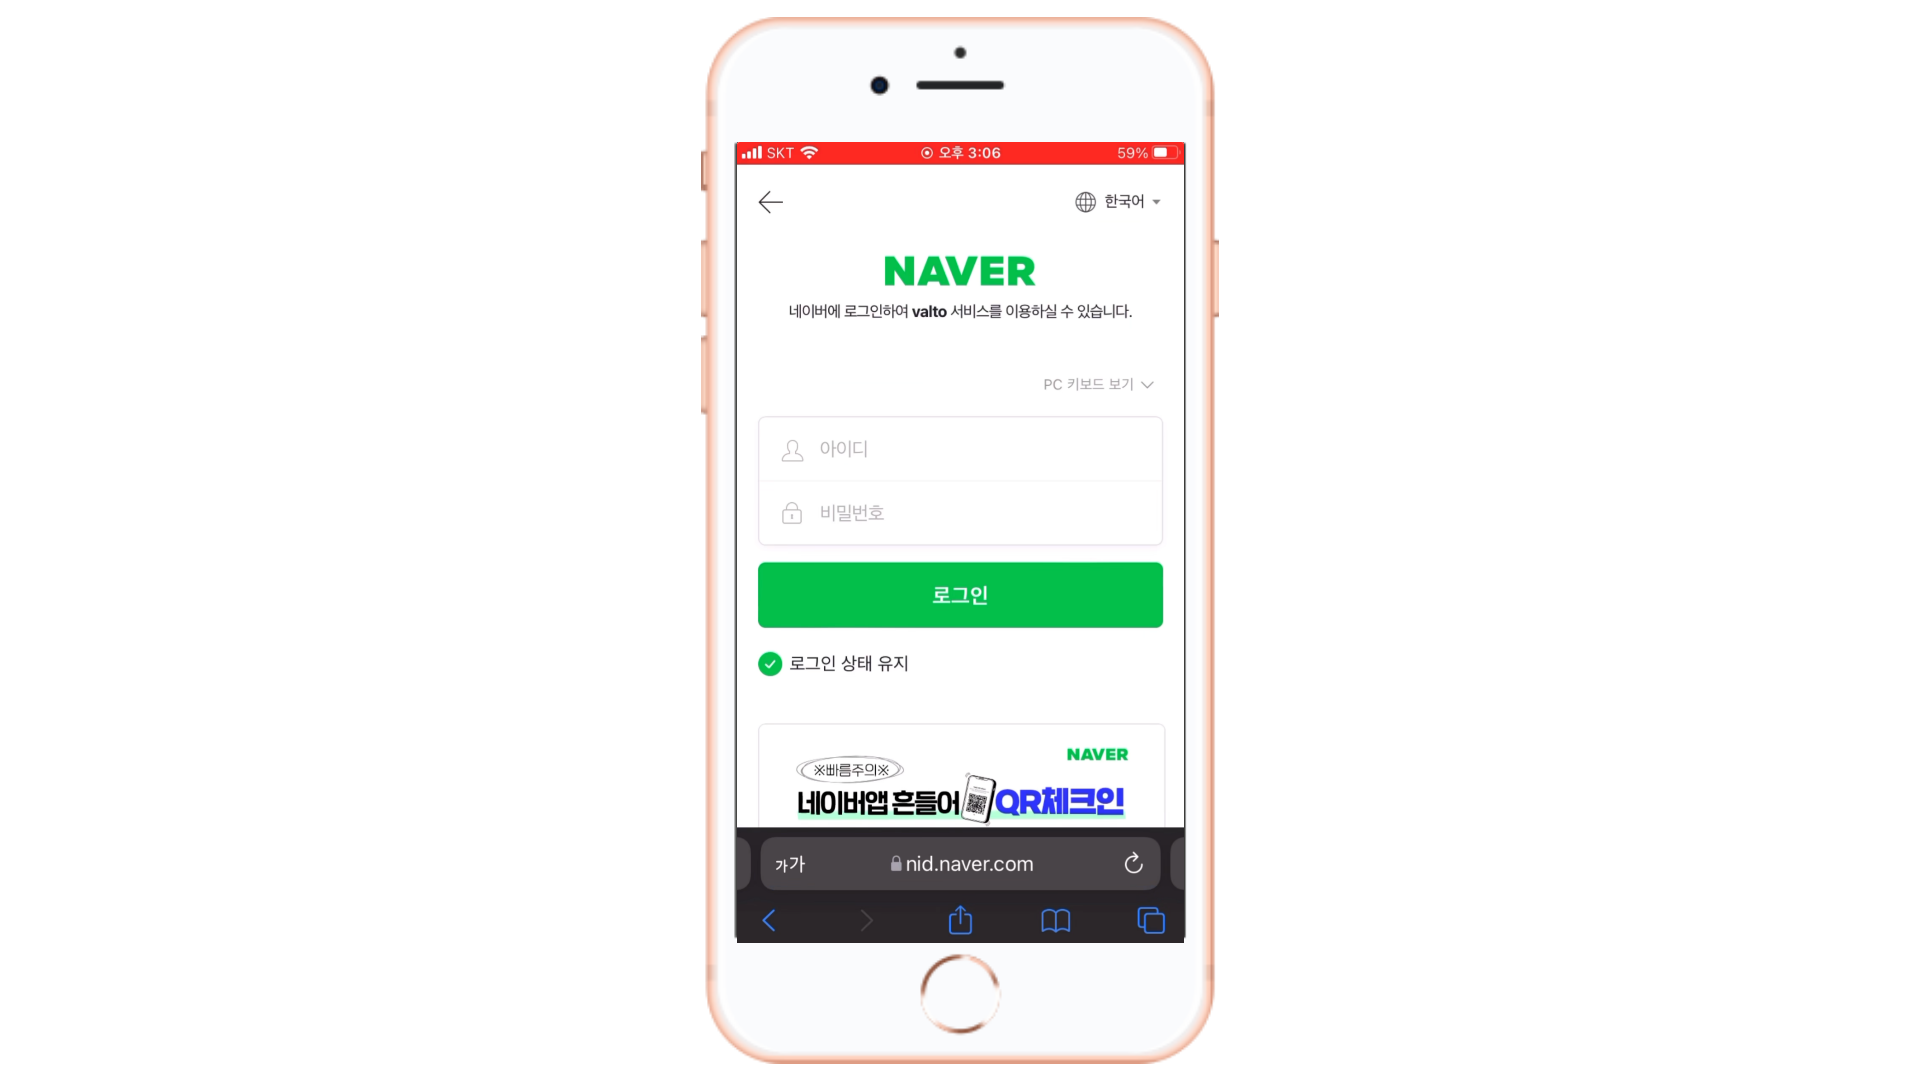 SKT 오후 3:06 59%
한국어
NAVER
네이버에 로그인하여 valto 서비스를 이용하실 수 있습니다.
PC 키보드 보기
아이디
비밀번호
로그인
로그인 상태 유지
NAVER
※빠름주의※
네이버앱 흔들어 QR체크인
가가 nid.naver.com